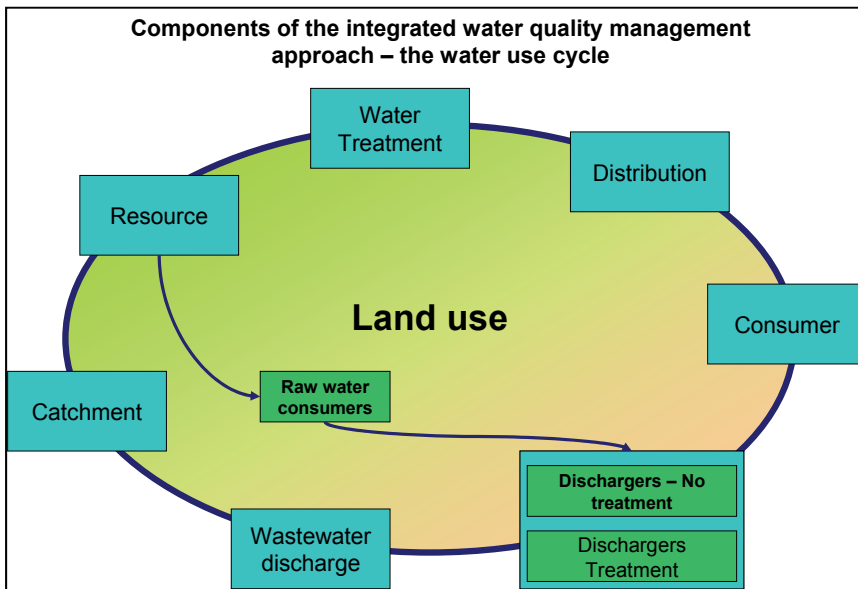 Components of the integrated water quality management
approach – the water use cycle
Water
Treatment
Distribution
Resource
Land use
Consumer
Raw water
consumers
Catchment
Dischargers – No
treatment
Wastewater
discharge
Dischargers
Treatment